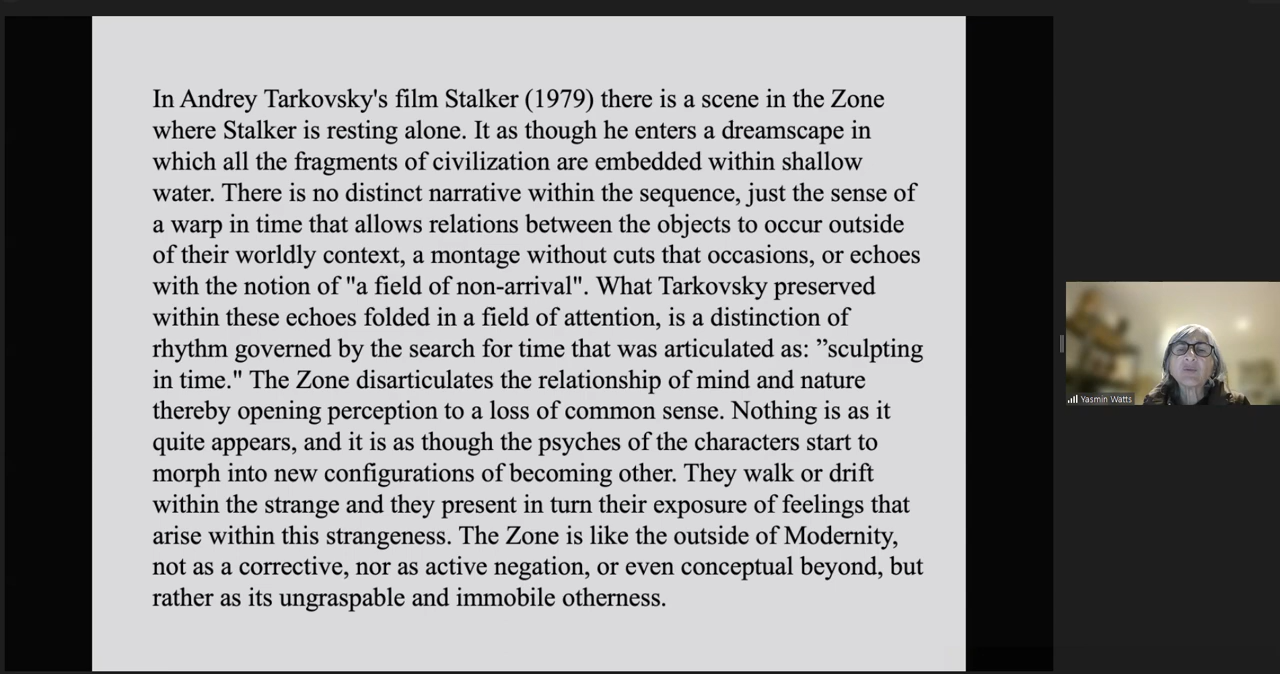 In Andrey Tarkovsky's film Stalker (1979) there is a scene in the Zone
where Stalker is resting alone. It as though he enters a dreamscape in
which all the fragments of civilization are embedded within shallow
water. There is no distinct narrative within the sequence, just the sense of
a warp in time that allows relations between the objects to occur outside
of their worldly context, a montage without cuts that occasions, or echoes
with the notion of "a field of non-arrival". What Tarkovsky preserved
within these echoes folded in a field of attention, is a distinction of
rhythm governed by the search for time that was articulated as: ”sculpting
in time." The Zone disarticulates the relationship of mind and nature
thereby opening perception to a loss of common sense. Nothing is as it
quite appears, and it is as though the psyches of the characters start to
morph into new configurations of becoming other. They walk or drift
within the strange and they present in turn their exposure of feelings that
arise within this strangeness. The Zone is like the outside of Modernity,
not as a corrective, nor as active negation, or even conceptual beyond, but
rather as its ungraspable and immobile otherness.
Yasmin Watts